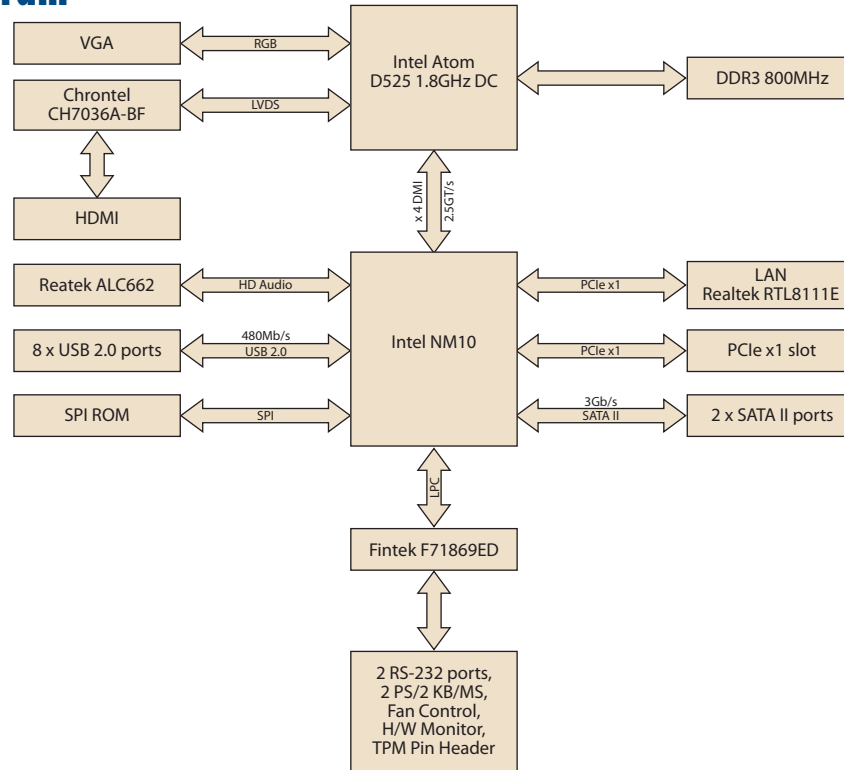 VGA
RGB
Intel Atom
D525 1.8GHz DC
DDR3 800MHz
Chrontel
CH7036A-BF
LVDS
HDMI
x 4 DMI
2.5GT/s
Reatek ALC662
HD Audio
Intel NM10
PCIe x1
LAN
Realtek RTL8111E
8 x USB 2.0 ports
480Mb/s
USB 2.0
PCIe x1
PCIe x1 slot
SPI ROM
SPI
3Gb/s
SATA II
2 x SATA II ports
LPC
Fintek F71869ED
2 RS-232 ports,
2 PS/2 KB/MS,
Fan Control,
H/W Monitor,
TPM Pin Header